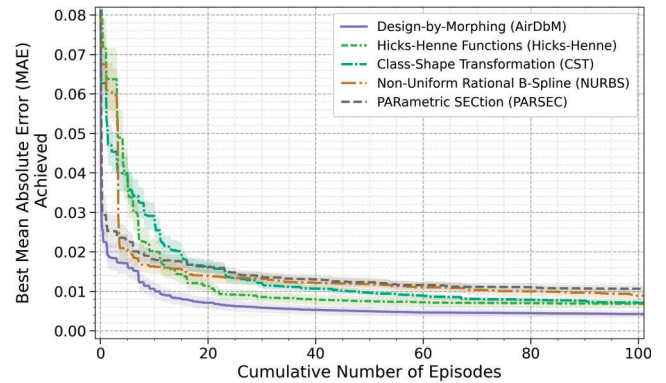 Best Mean Absolute Error (MAE)
Achieved
0.08
0.07
0.06
0.05
0.04
0.03
0.02
0.01
0.00
Design-by-Morphing (AirDbM)
Hicks-Henne Functions (Hicks-Henne)
Class-Shape Transformation (CST)
Non-Uniform Rational B-Spline (NURBS)
PARametric SECtion (PARSEC)
0 20 40 60 80 100
Cumulative Number of Episodes